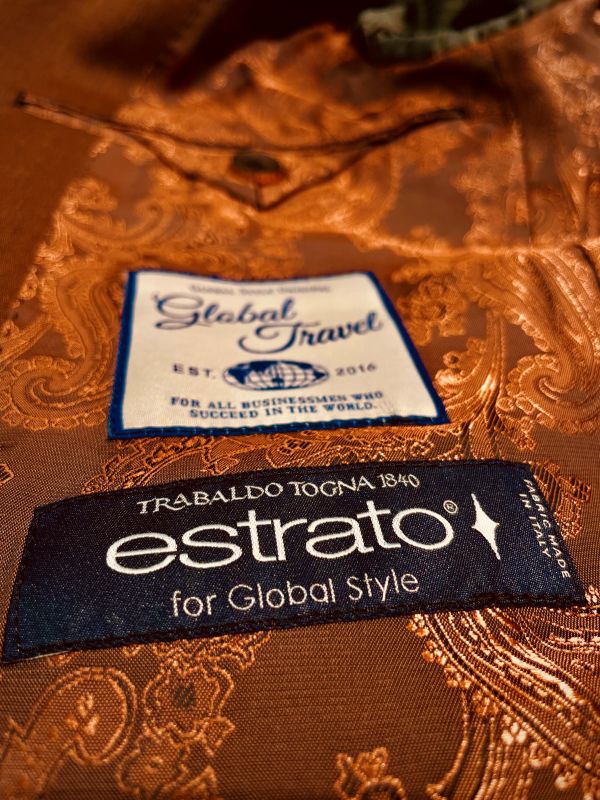 Global Travel
EST. 2016
FOR ALL BUSINESSMEN WHO
SUCCEED IN THE WORLD.
TRABALDO TOGNA 1840
estrato®
for Global Style
FABRIC MADE
IN ITALY